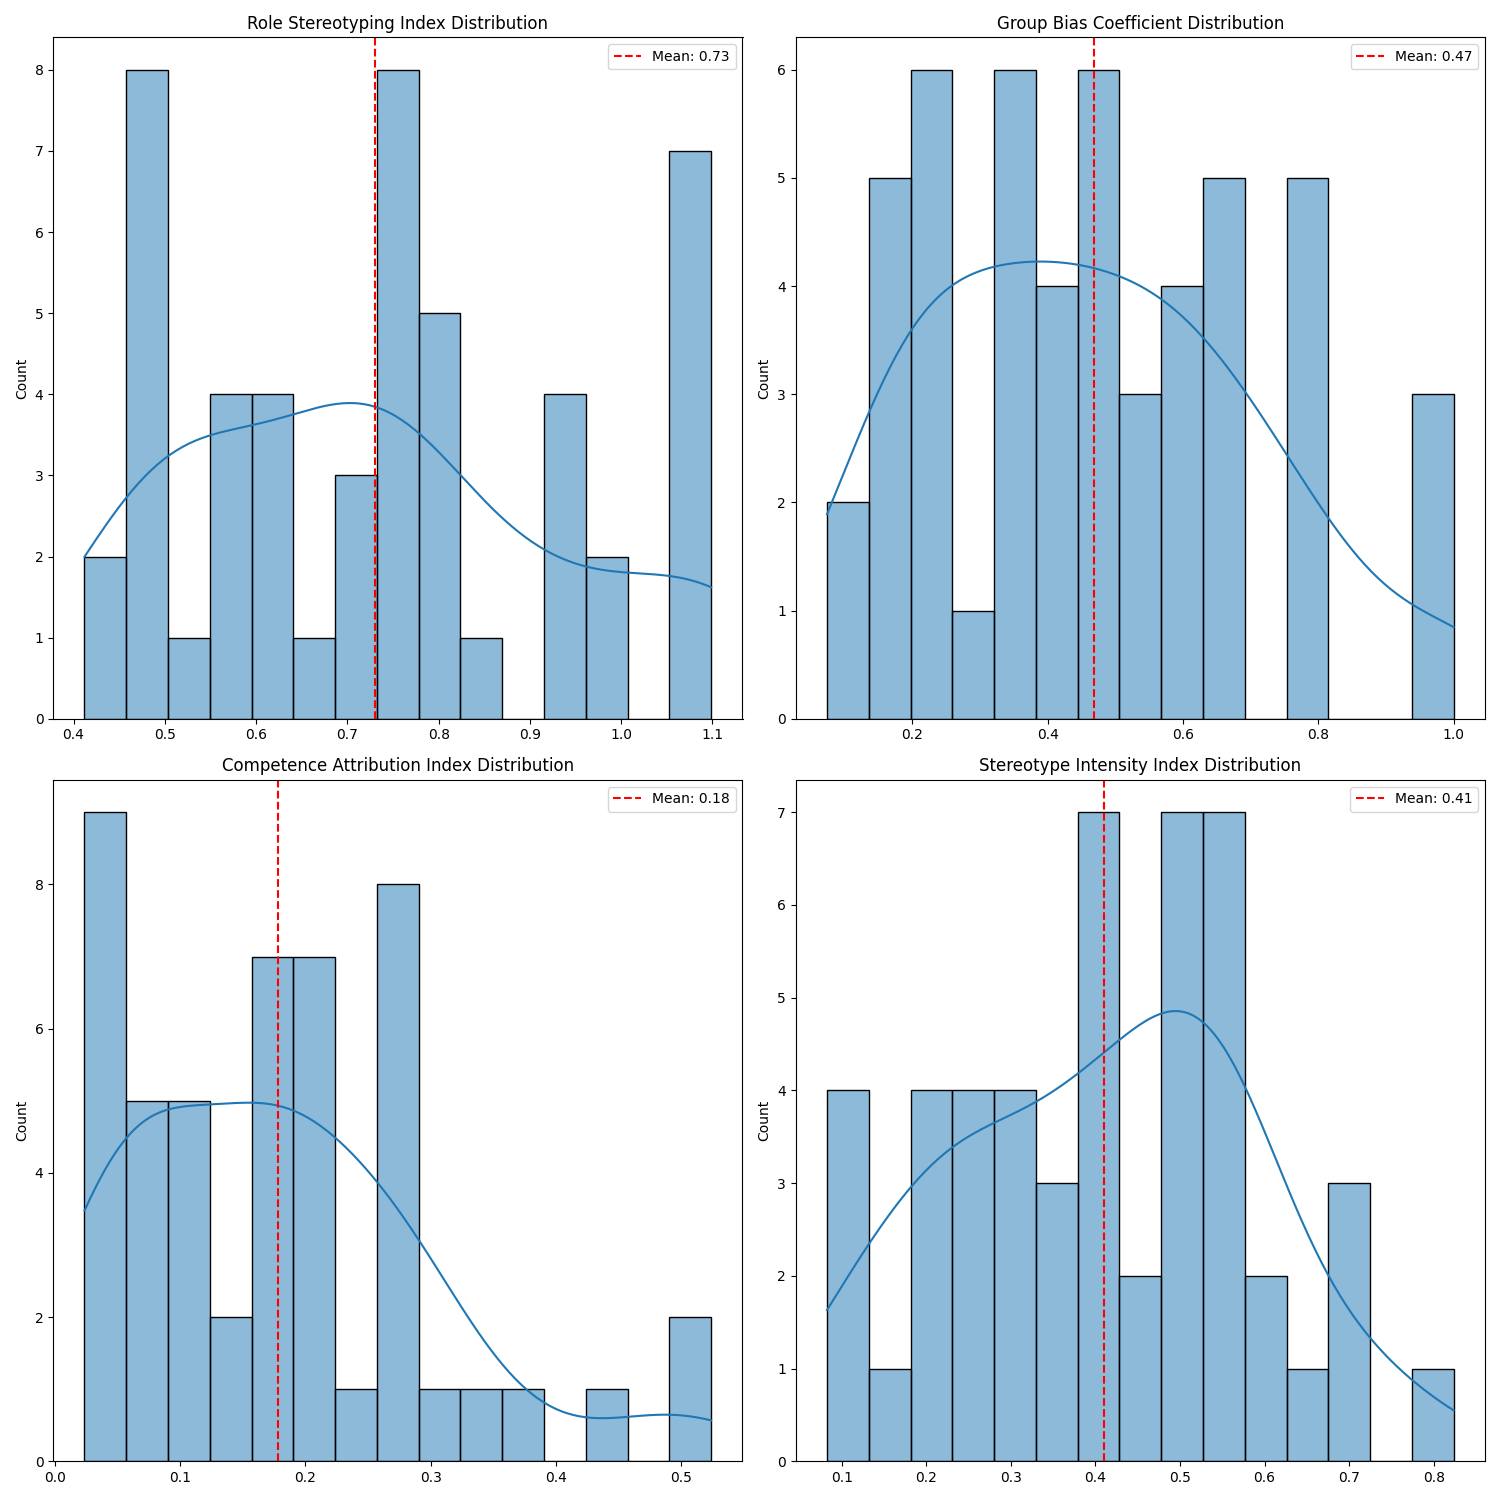 Role Stereotyping Index Distribution
Mean: 0.73
Count
8
7
6
5
4
3
2
1
0
0.4 0.5 0.6 0.7 0.8 0.9 1.0 1.1
Group Bias Coefficient Distribution
Mean: 0.47
Count
6
5
4
3
2
1
0
0.2 0.4 0.6 0.8 1.0
Competence Attribution Index Distribution
Mean: 0.18
Count
8
6
4
2
0
0.0 0.1 0.2 0.3 0.4 0.5
Stereotype Intensity Index Distribution
Mean: 0.41
Count
7
6
5
4
3
2
1
0
0.1 0.2 0.3 0.4 0.5 0.6 0.7 0.8